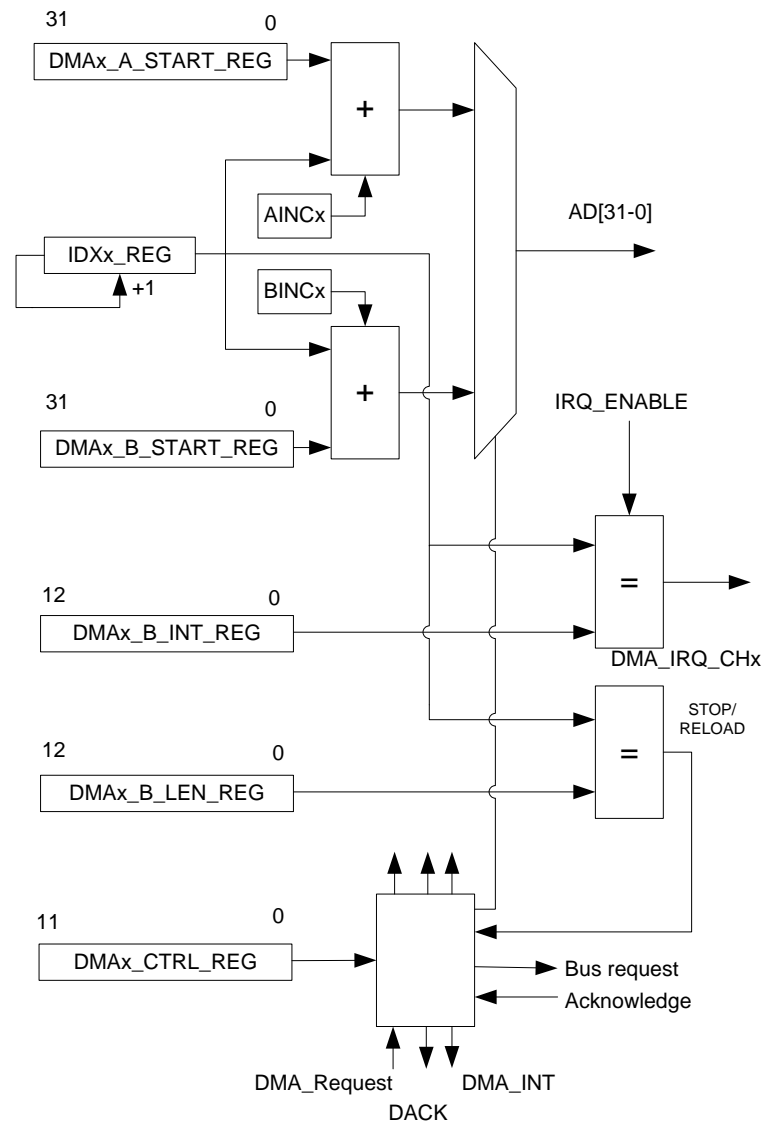 31
0
DMAx_A_START_REG
+
AINCx
AD[31-0]
IDXx_REG
+1
BINCx
+
31
0
DMAx_B_START_REG
IRQ_ENABLE
12
0
DMAx_B_INT_REG
=
DMA_IRQ_CHx
12
0
DMAx_B_LEN_REG
=
STOP/
RELOAD
11
0
DMAx_CTRL_REG
Bus request
Acknowledge
DMA_Request
DMA_INT
DACK